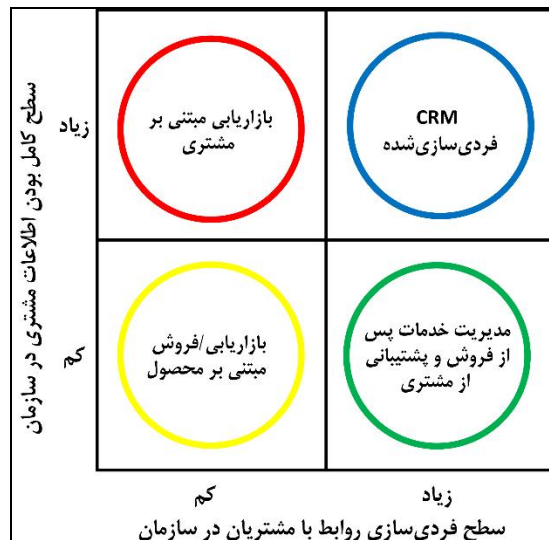 سطح کامل بودن اطلاعات مشتری در سازمان
زیاد
بازاریابی مبتنی بر
مشتری
CRM
فردی‌سازی‌شده
کم
بازاریابی/فروش
مبتنی بر محصول
مدیریت خدمات پس
از فروش و پشتیبانی
از مشتری
کم
زیاد
سطح فردی‌سازی روابط با مشتریان در سازمان